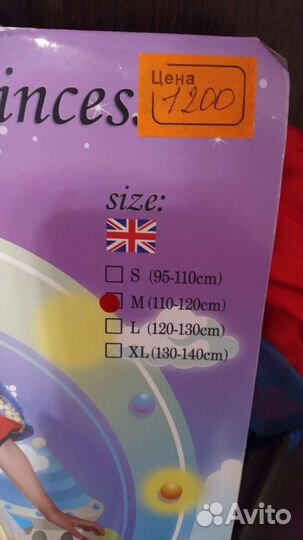 inces.
Цена
1200
size:
S (95-110cm)
M (110-120cm)
L (120-130cm)
XL (130-140cm)
Avito